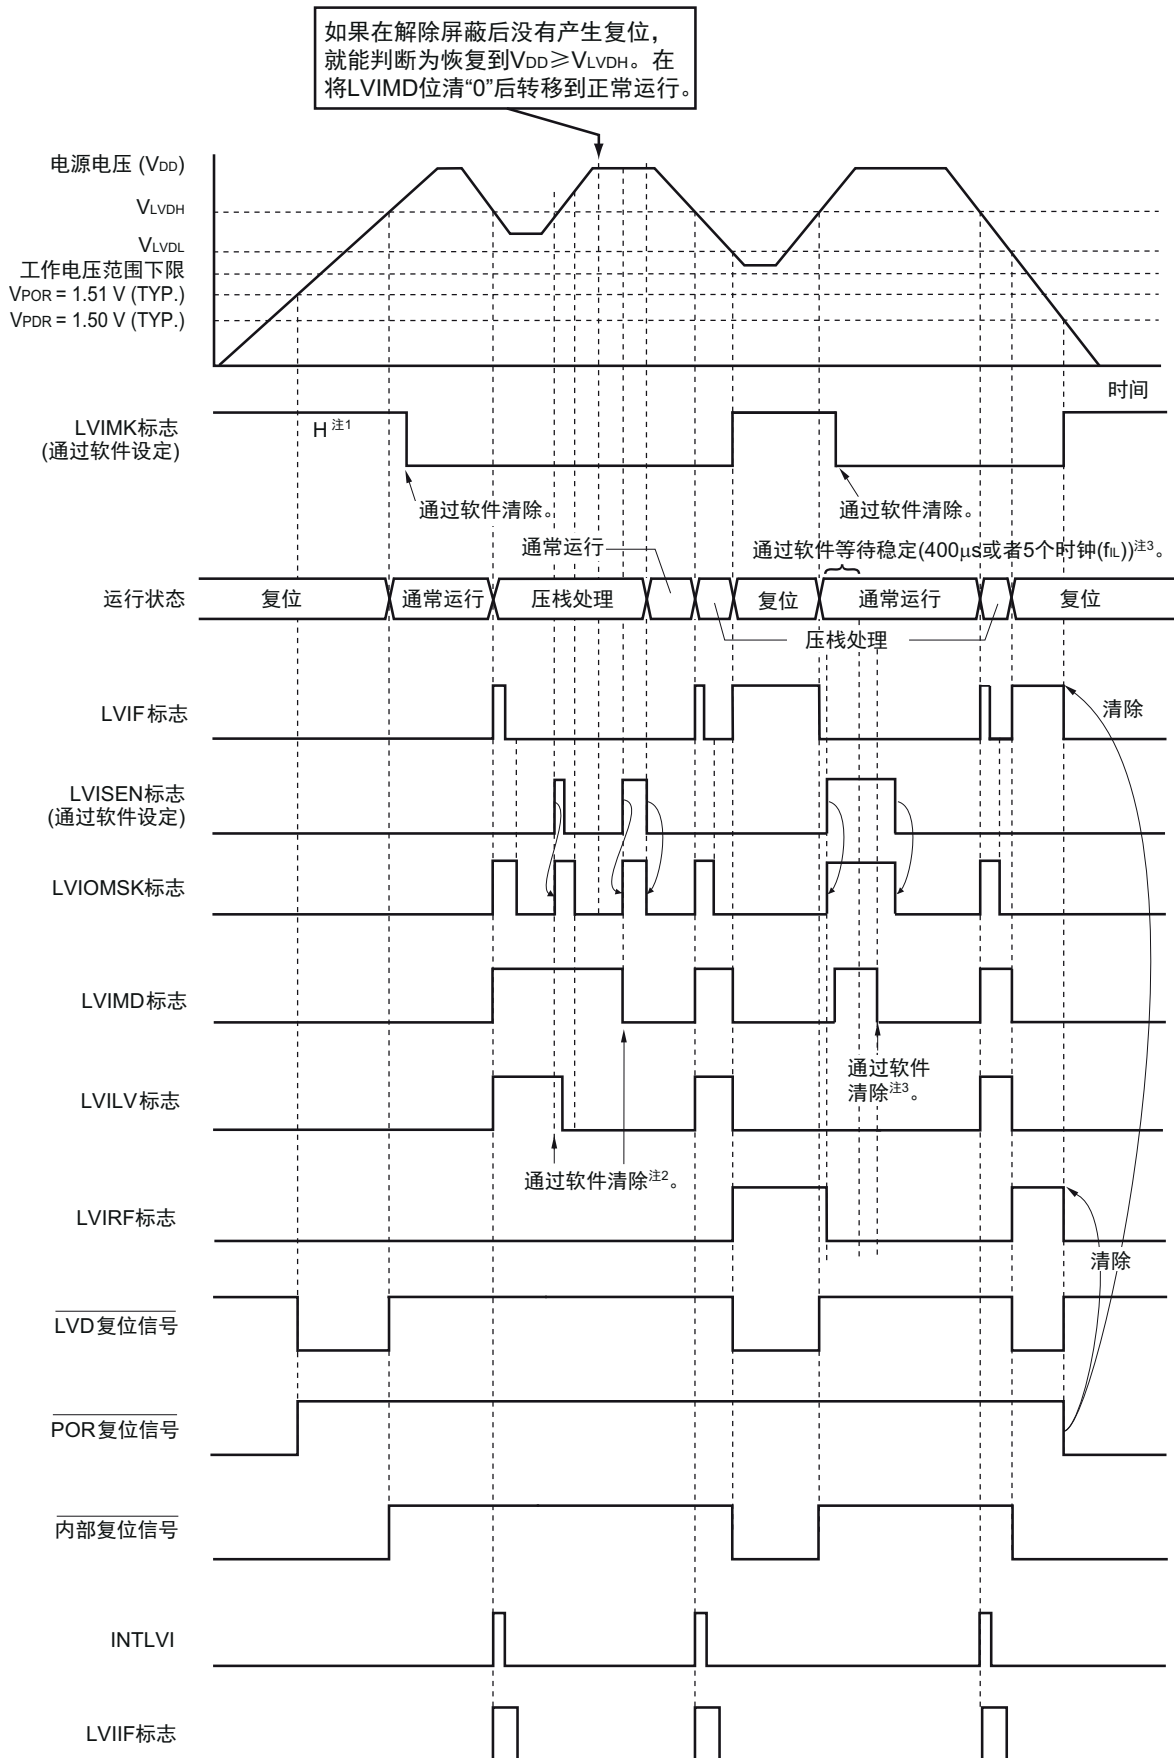 如果在解除屏蔽后没有产生复位，
就能判断为恢复到VDD≥VLVDH。在
将LVIMD位清“0”后转移到正常运行。
电源电压 (VDD)
VLVDH
VLVDL
工作电压范围下限
VPOR = 1.51 V (TYP.)
VPDR = 1.50 V (TYP.)
时间
LVIMK标志
(通过软件设定)
H 注1
通过软件清除。
通过软件清除。
通常运行
通过软件等待稳定(400μs或者5个时钟(fIL))注3。
运行状态
复位
通常运行
压栈处理
复位
通常运行
复位
压栈处理
LVIF标志
清除
LVISEN标志
(通过软件设定)
LVIOMSK标志
LVIMD标志
通过软件
清除注3。
LVILV标志
通过软件清除注2。
LVIRF标志
清除
LVD复位信号
POR复位信号
内部复位信号
INTLVI
LVIIF标志